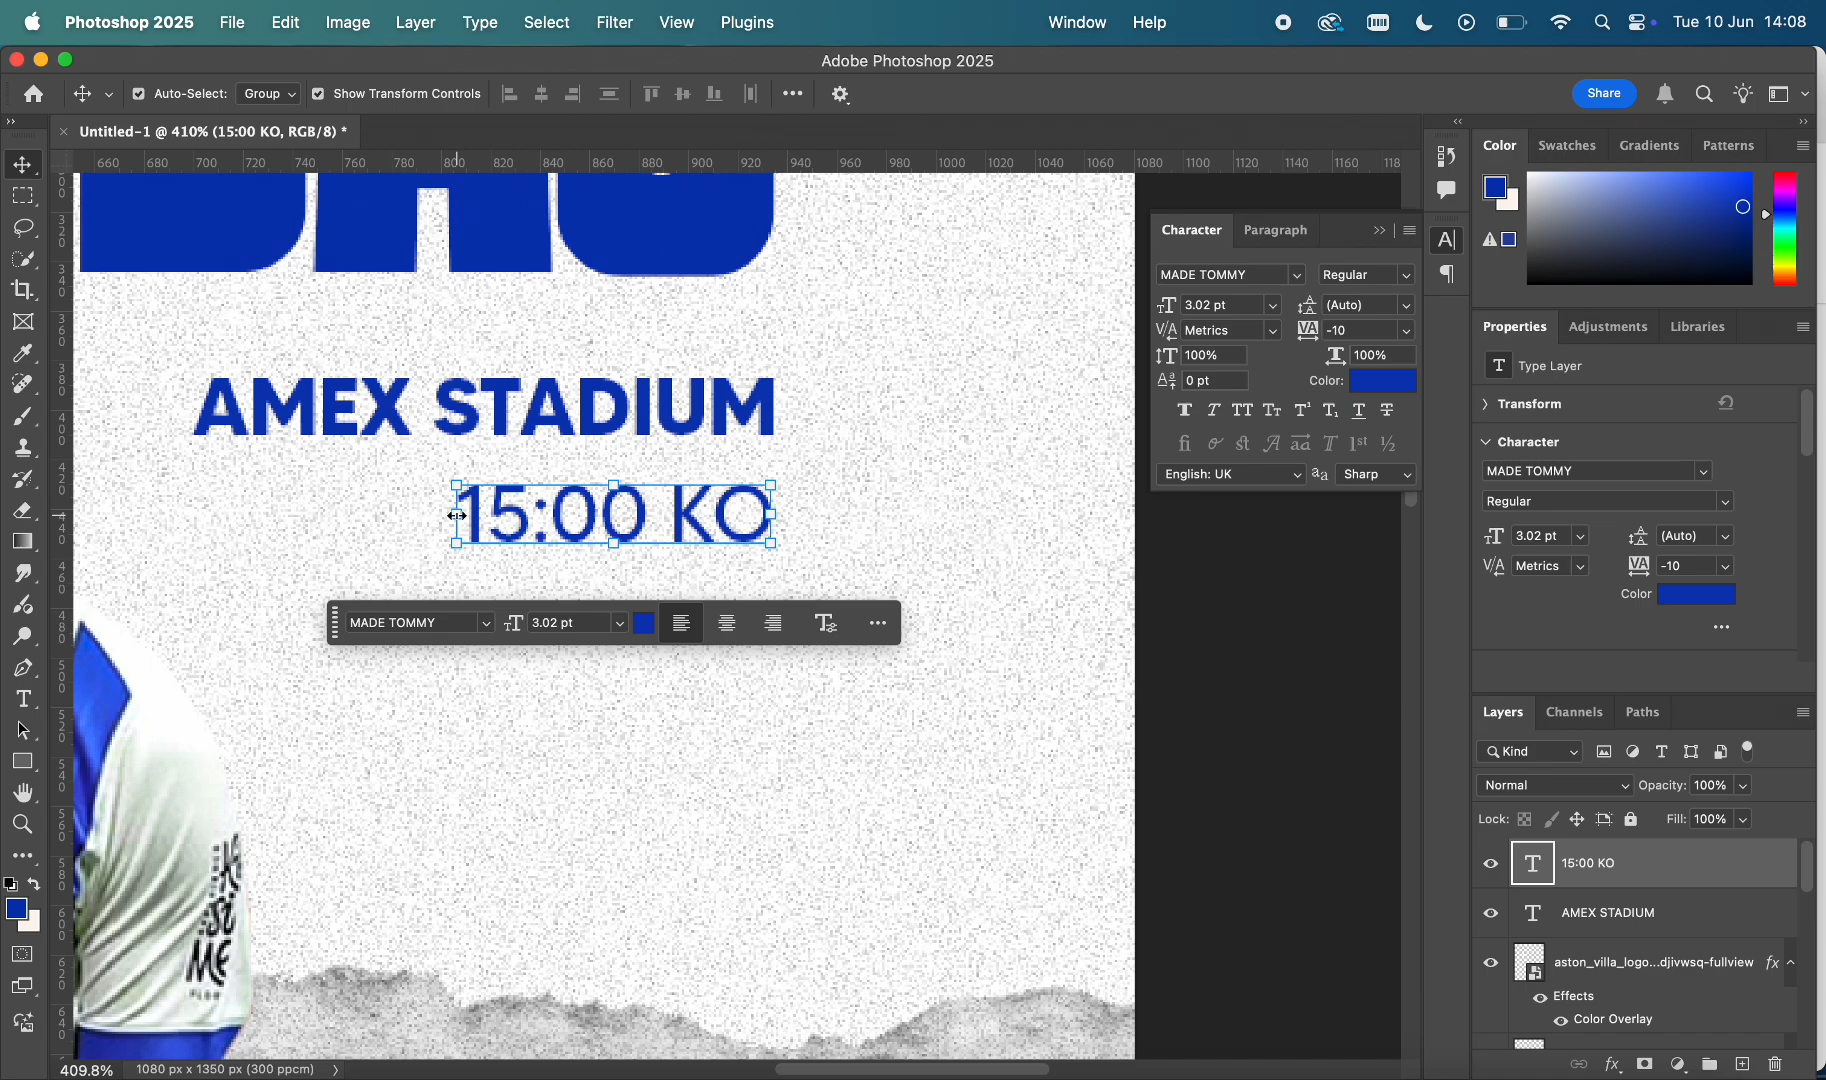 Photoshop 2025 File Edit Image Layer Type Select Filter View Plugins Window Help Tue 10 Jun 14:08
Adobe Photoshop 2025
Auto-Select: Group Show Transform Controls Share
Untitled-1 @ 410% (15:00 KO, RGB/8) *
660 680 700 720 740 760 780 800 820 840 860 880 900 920 940 960 980 1000 1020 1040 1060 1080 1100 1120 1140 1160 118
AMEX STADIUM
15:00 KO
MADE TOMMY 3.02 pt
Character Paragraph
MADE TOMMY Regular
3.02 pt (Auto)
Metrics -10
100% 100%
0 pt Color:
English: UK Sharp
Color Swatches Gradients Patterns
Properties Adjustments Libraries
Type Layer
Transform
Character
MADE TOMMY
Regular
3.02 pt (Auto)
Metrics -10
Color
Layers Channels Paths
Kind
Normal Opacity: 100%
Lock: Fill: 100%
15:00 KO
AMEX STADIUM
aston_villa_logo...djivwsq-fullview fx
Effects
Color Overlay
409.8% 1080 px x 1350 px (300 ppcm)